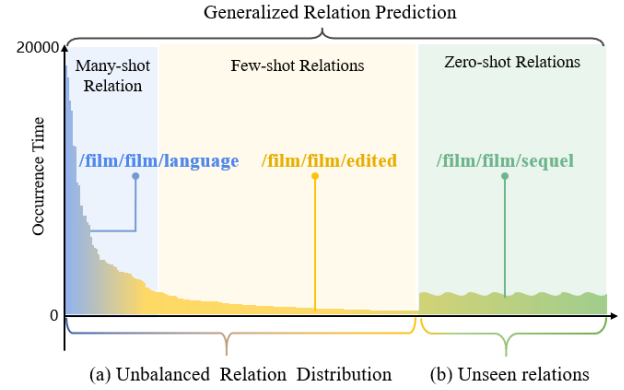 Generalized Relation Prediction
20000
Many-shot
Relation
Few-shot Relations
Zero-shot Relations
/film/film/language
/film/film/edited
/film/film/sequel
Occurrence Time
0
(a) Unbalanced Relation Distribution
(b) Unseen relations